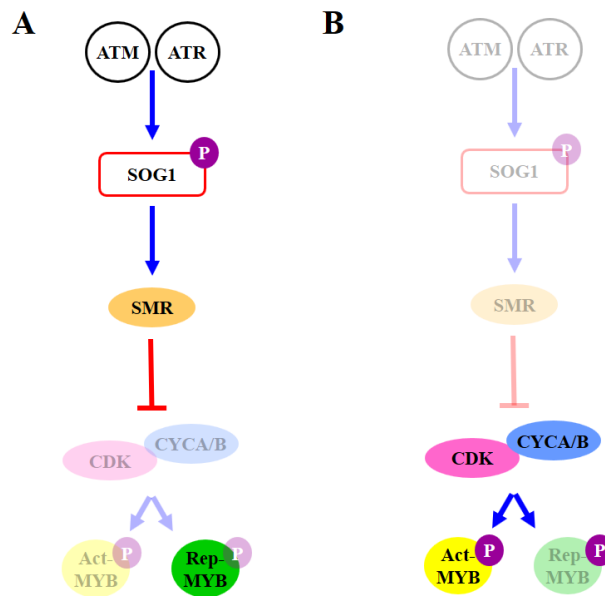 A
ATM ATR
P
SOG1
SMR
CYCA/B
CDK
P P
Act- Rep-
MYB MYB
B
ATM ATR
P
SOG1
SMR
CYCA/B
CDK
P P
Act- Rep-
MYB MYB